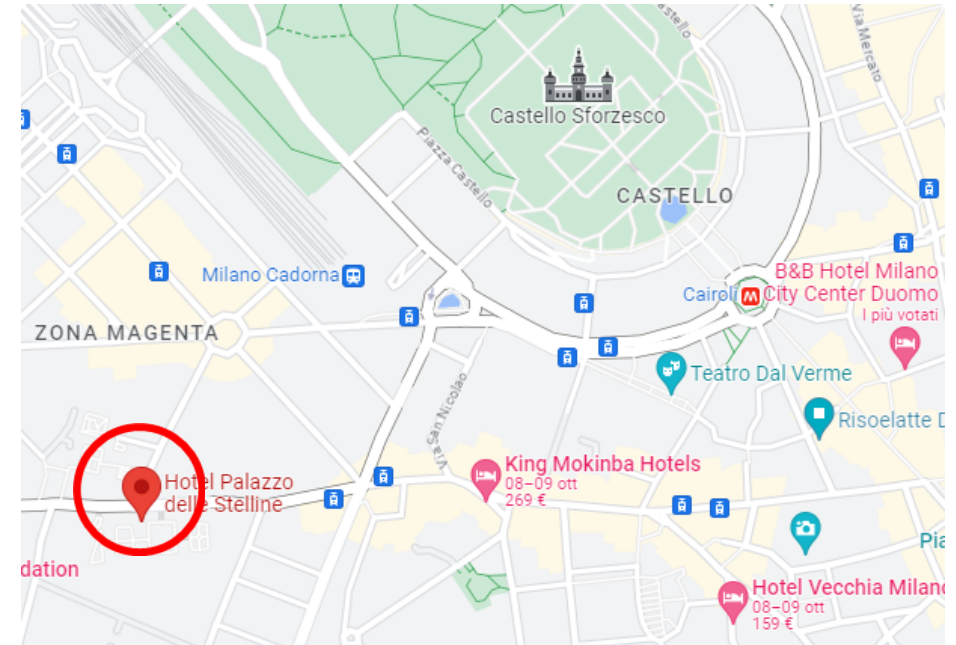 Castello
Via Mercato
Castello Sforzesco
Piazza Castello
CASTELLO
Milano Cadorna
B&B Hotel Milano
City Center Duomo
I più votati
Cairoli
M
ZONA MAGENTA
Teatro Dal Verme
Via San Nicolao
Risoelatte D
King Mokinba Hotels
08–09 ott
269 €
Hotel Palazzo
delle Stelline
Pia
dation
Hotel Vecchia Milano
08–09 ott
159 €